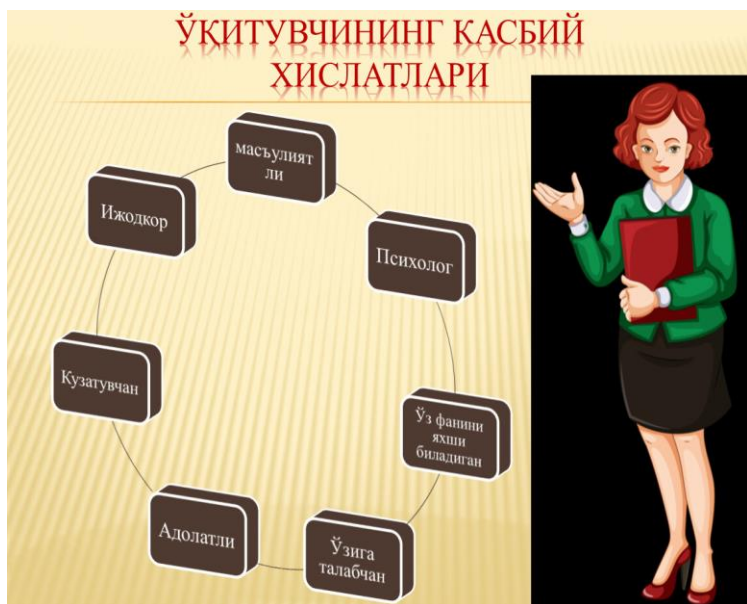 ЎҚИТУВЧИНИНГ КАСБИЙ
ХИСЛАТЛАРИ
масъулият
ли
Психолог
Ўз фанини
яхши
биладиган
Ўзига
талабчан
Адолатли
Кузатувчан
Ижодкор